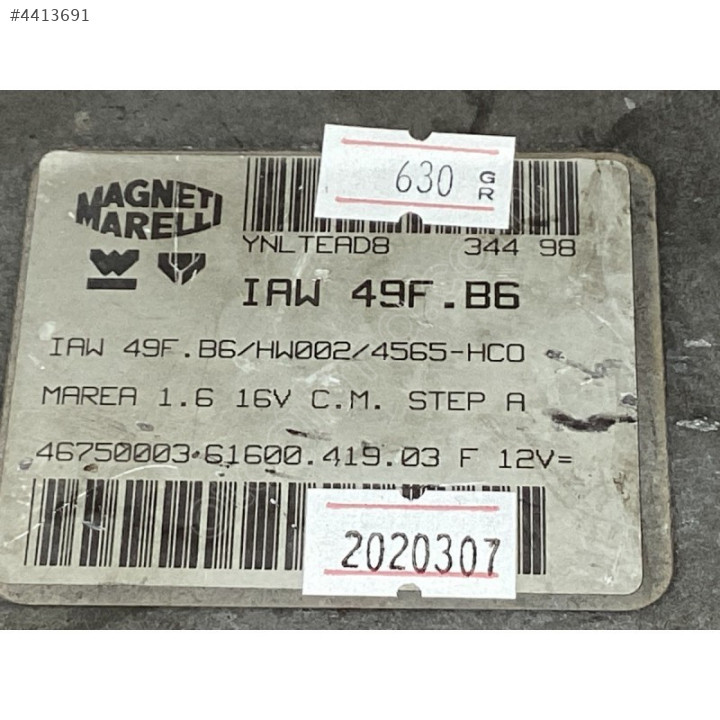 #4413691
630 GR
MAGNETI
MARELLI
YNLTEAD8 344 98
IAW 49F.B6
IAW 49F.B6/HW002/4565-HCO
MAREA 1.6 16V C.M. STEP A
46750003 61600.419.03 F 12V=
2020307